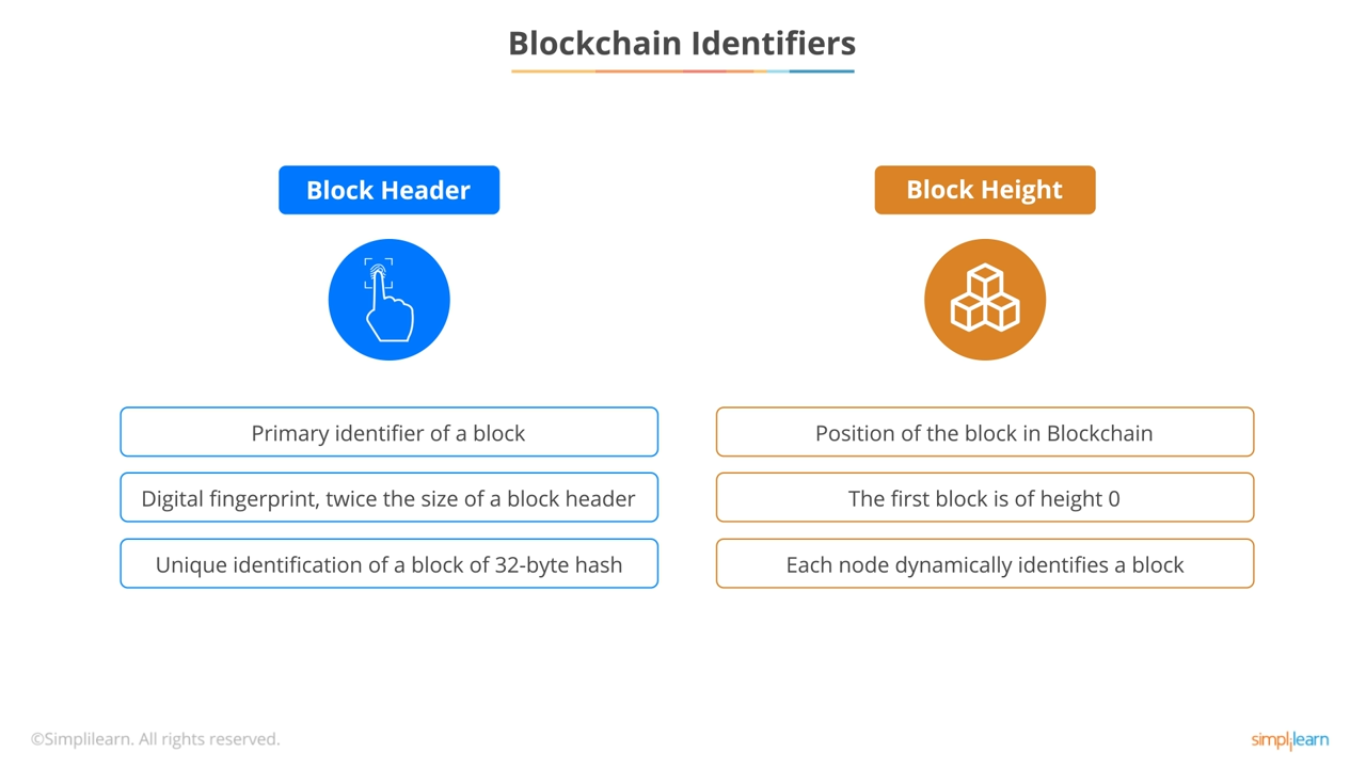 Blockchain Identifiers
Block Header
Primary identifier of a block
Digital fingerprint, twice the size of a block header
Unique identification of a block of 32-byte hash
Block Height
Position of the block in Blockchain
The first block is of height 0
Each node dynamically identifies a block
©Simplilearn. All rights reserved.
simplilearn